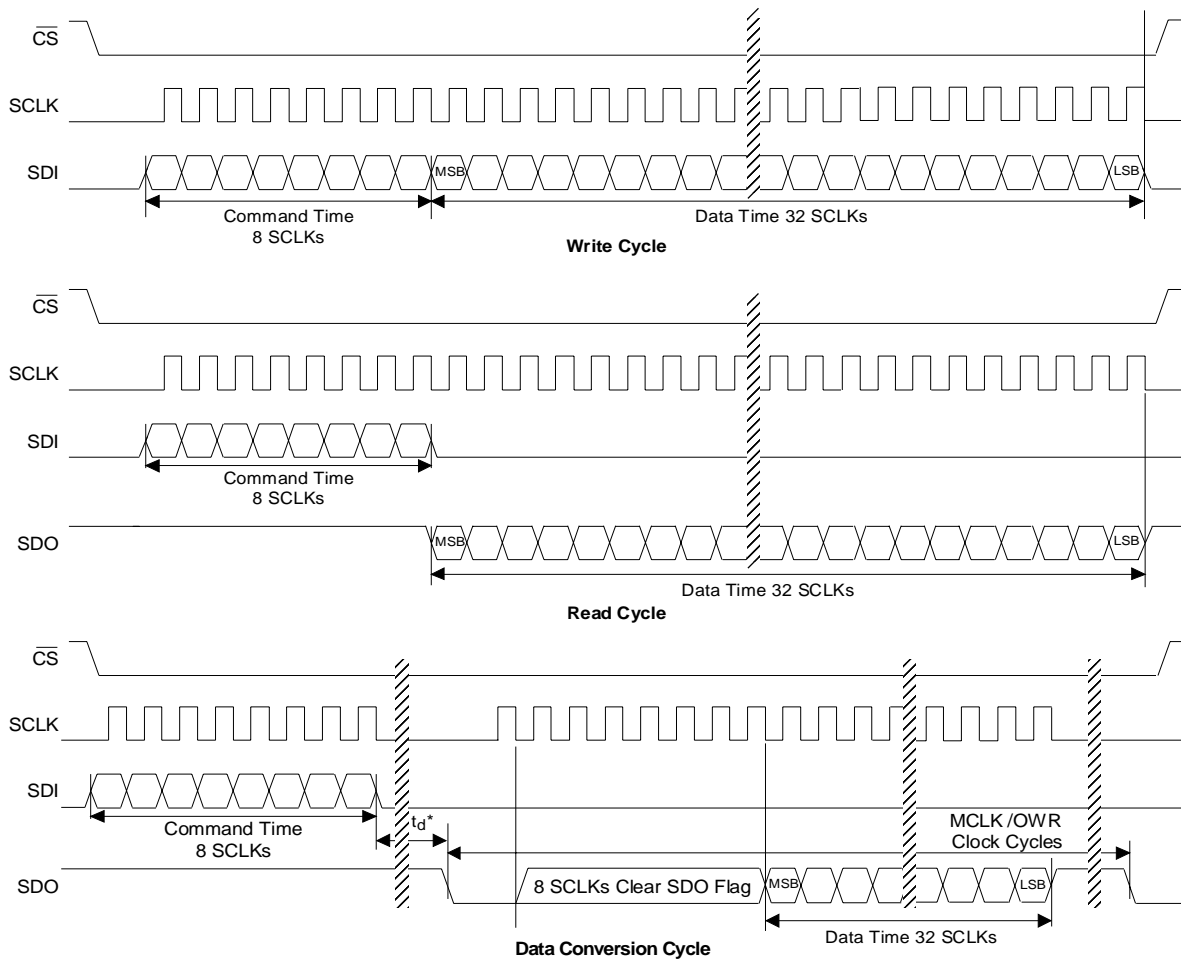 CS
SCLK
SDI
MSB
LSB
Command Time
8 SCLKs
Data Time 32 SCLKs
Write Cycle
CS
SCLK
SDI
Command Time
8 SCLKs
SDO
MSB
LSB
Data Time 32 SCLKs
Read Cycle
CS
SCLK
SDI
Command Time
8 SCLKs
td*
MCLK /OWR
Clock Cycles
SDO
8 SCLKs Clear SDO Flag
MSB
LSB
Data Time 32 SCLKs
Data Conversion Cycle